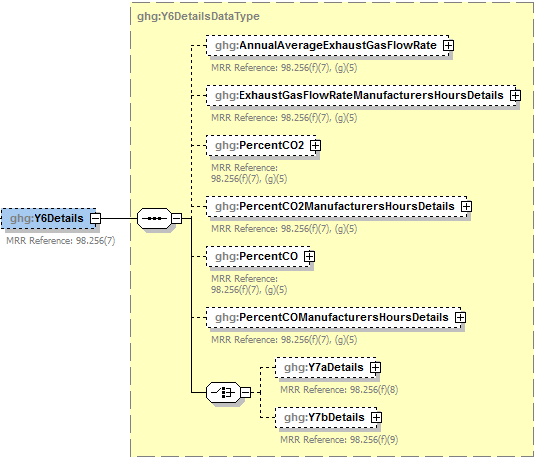 ghg:Y6DetailsDataType
ghg:AnnualAverageExhaustGasFlowRate
MRR Reference: 98.256(f)(7), (g)(5)
ghg:ExhaustGasFlowRateManufacturersHoursDetails
MRR Reference: 98.256(f)(7), (g)(5)
ghg:PercentCO2
MRR Reference:
98.256(f)(7), (g)(5)
ghg:PercentCO2ManufacturersHoursDetails
MRR Reference: 98.256(f)(7), (g)(5)
ghg:Y6Details
MRR Reference: 98.256(7)
ghg:PercentCO
MRR Reference:
98.256(f)(7), (g)(5)
ghg:PercentCOManufacturersHoursDetails
MRR Reference: 98.256(f)(7), (g)(5)
ghg:Y7aDetails
MRR Reference: 98.256(f)(8)
ghg:Y7bDetails
MRR Reference: 98.256(f)(9)